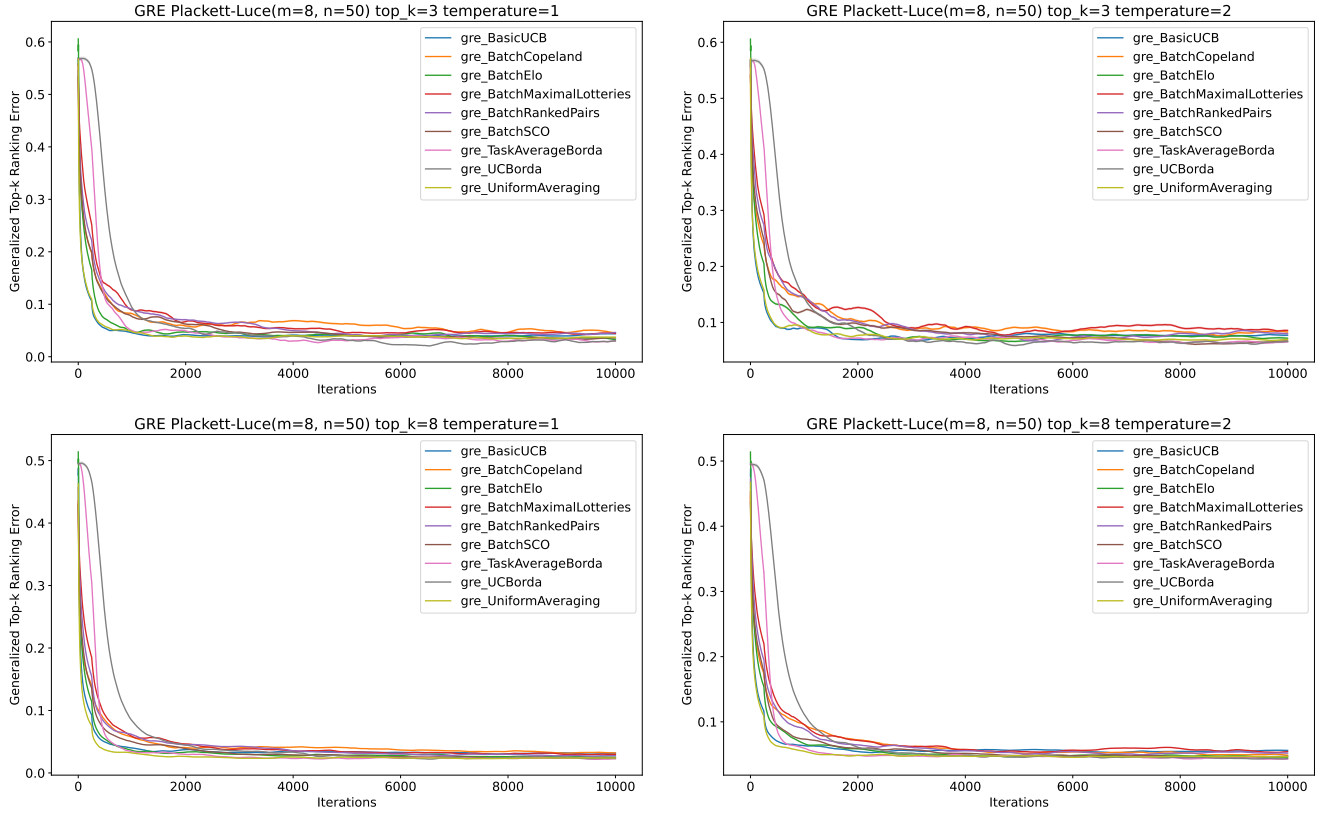 GRE Plackett-Luce(m=8, n=50) top_k=3 temperature=1
Generalized Top-k Ranking Error
0.6
0.5
0.4
0.3
0.2
0.1
0.0
0 2000 4000 6000 8000 10000
Iterations
gre_BasicUCB
gre_BatchCopeland
gre_BatchElo
gre_BatchMaximalLotteries
gre_BatchRankedPairs
gre_BatchSCO
gre_TaskAverageBorda
gre_UCBorda
gre_UniformAveraging
GRE Plackett-Luce(m=8, n=50) top_k=3 temperature=2
Generalized Top-k Ranking Error
0.6
0.5
0.4
0.3
0.2
0.1
0 2000 4000 6000 8000 10000
Iterations
gre_BasicUCB
gre_BatchCopeland
gre_BatchElo
gre_BatchMaximalLotteries
gre_BatchRankedPairs
gre_BatchSCO
gre_TaskAverageBorda
gre_UCBorda
gre_UniformAveraging
GRE Plackett-Luce(m=8, n=50) top_k=8 temperature=1
Generalized Top-k Ranking Error
0.5
0.4
0.3
0.2
0.1
0.0
0 2000 4000 6000 8000 10000
Iterations
gre_BasicUCB
gre_BatchCopeland
gre_BatchElo
gre_BatchMaximalLotteries
gre_BatchRankedPairs
gre_BatchSCO
gre_TaskAverageBorda
gre_UCBorda
gre_UniformAveraging
GRE Plackett-Luce(m=8, n=50) top_k=8 temperature=2
Generalized Top-k Ranking Error
0.5
0.4
0.3
0.2
0.1
0 2000 4000 6000 8000 10000
Iterations
gre_BasicUCB
gre_BatchCopeland
gre_BatchElo
gre_BatchMaximalLotteries
gre_BatchRankedPairs
gre_BatchSCO
gre_TaskAverageBorda
gre_UCBorda
gre_UniformAveraging